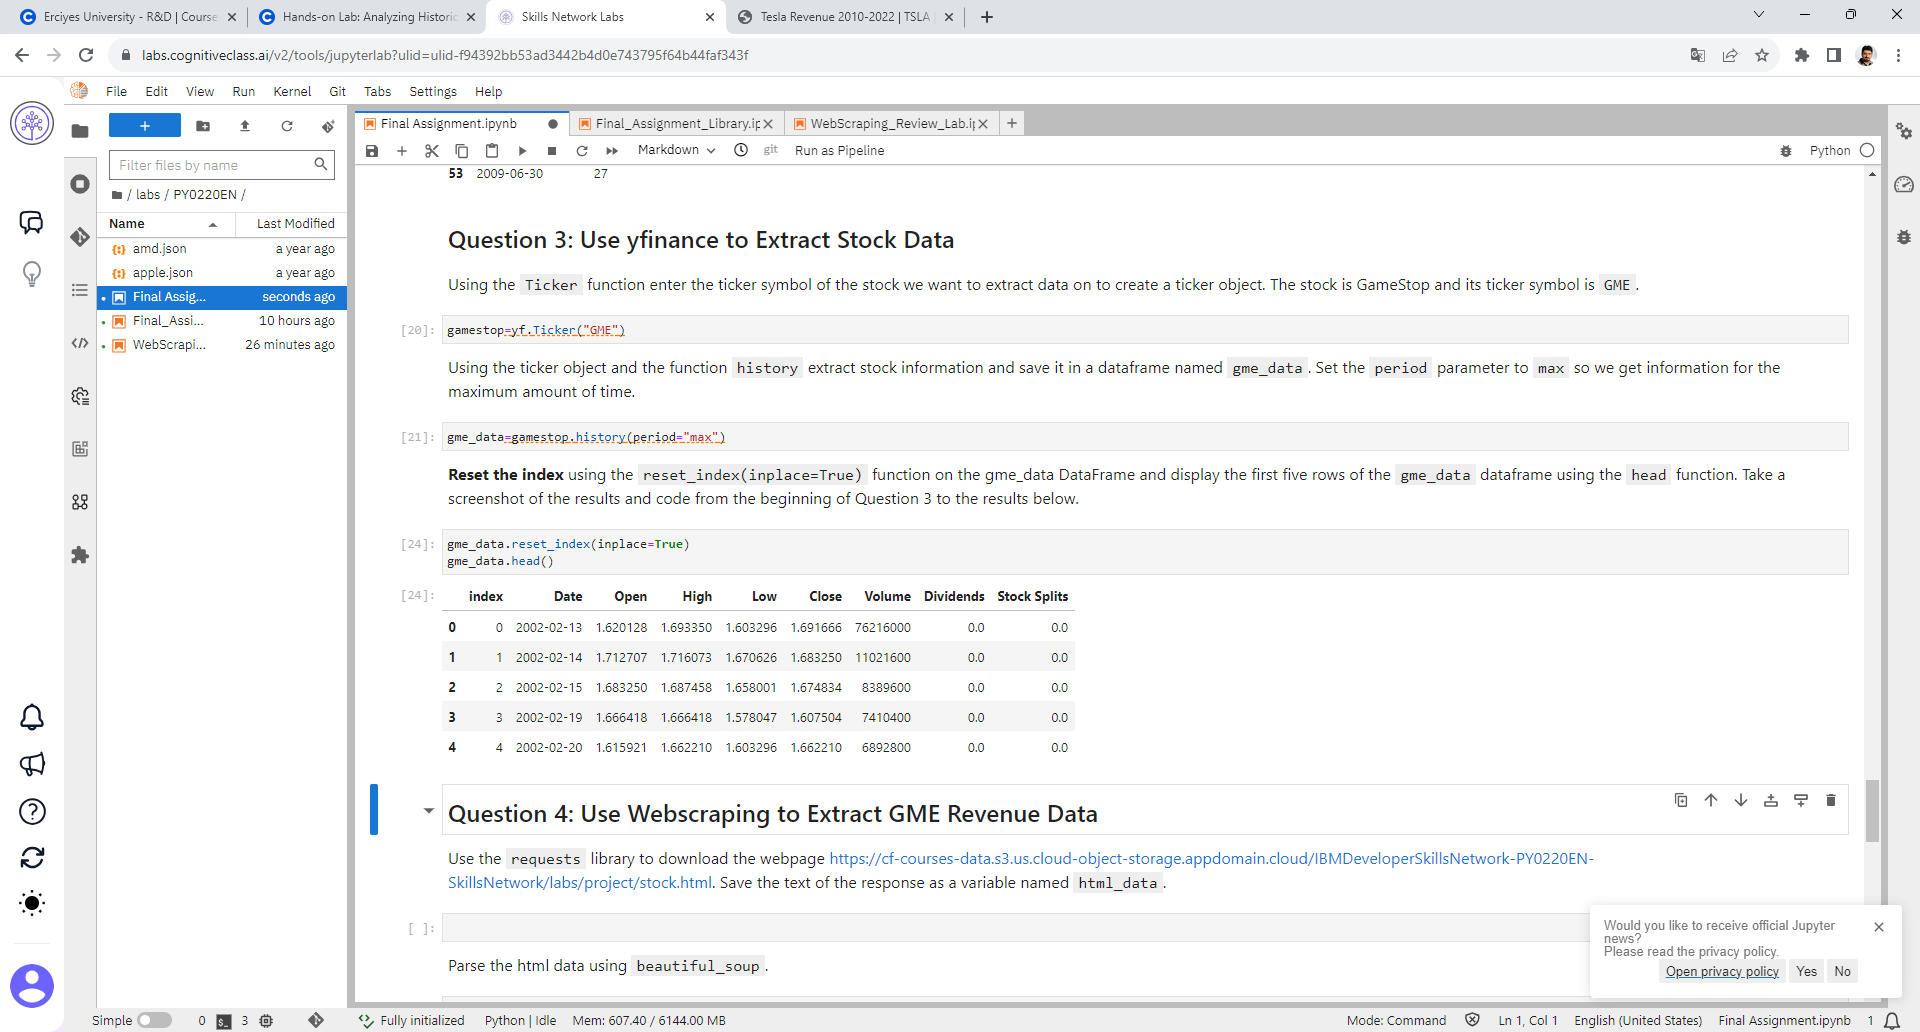 Erciyes University - R&D | Course
Hands-on Lab: Analyzing Historic
Skills Network Labs
Tesla Revenue 2010-2022 | TSLA
labs.cognitiveclass.ai/v2/tools/jupyterlab?ulid=ulid-f94392bb53ad3442b4d0e743795f64b44faf343f
File Edit View Run Kernel Git Tabs Settings Help
Final Assignment.ipynb
Final_Assignment_Library.ip
WebScraping_Review_Lab.ip
Filter files by name
Markdown
git
Run as Pipeline
Python
/ labs / PY0220EN /
Name Last Modified
amd.json a year ago
apple.json a year ago
Final Assig... seconds ago
Final_Assi... 10 hours ago
WebScrapi... 26 minutes ago
53 2009-06-30 27
Question 3: Use yfinance to Extract Stock Data
Using the Ticker function enter the ticker symbol of the stock we want to extract data on to create a ticker object. The stock is GameStop and its ticker symbol is GME .
[20]: gamestop=yf.Ticker("GME")
Using the ticker object and the function history extract stock information and save it in a dataframe named gme_data . Set the period parameter to max so we get information for the
maximum amount of time.
[21]: gme_data=gamestop.history(period="max")
Reset the index using the reset_index(inplace=True) function on the gme_data DataFrame and display the first five rows of the gme_data dataframe using the head function. Take a
screenshot of the results and code from the beginning of Question 3 to the results below.
[24]: gme_data.reset_index(inplace=True)
gme_data.head()
[24]: index Date Open High Low Close Volume Dividends Stock Splits
0 0 2002-02-13 1.620128 1.693350 1.603296 1.691666 76216000 0.0 0.0
1 1 2002-02-14 1.712707 1.716073 1.670626 1.683250 11021600 0.0 0.0
2 2 2002-02-15 1.683250 1.687458 1.658001 1.674834 8389600 0.0 0.0
3 3 2002-02-19 1.666418 1.666418 1.578047 1.607504 7410400 0.0 0.0
4 4 2002-02-20 1.615921 1.662210 1.603296 1.662210 6892800 0.0 0.0
Question 4: Use Webscraping to Extract GME Revenue Data
Use the requests library to download the webpage https://cf-courses-data.s3.us.cloud-object-storage.appdomain.cloud/IBMDeveloperSkillsNetwork-PY0220EN-
SkillsNetwork/labs/project/stock.html. Save the text of the response as a variable named html_data .
[ ]:
Parse the html data using beautiful_soup .
Would you like to receive official Jupyter
news?
Please read the privacy policy.
Open privacy policy Yes No
Simple 0 3 Fully initialized Python | Idle Mem: 607.40 / 6144.00 MB Mode: Command Ln 1, Col 1 English (United States) Final Assignment.ipynb 1